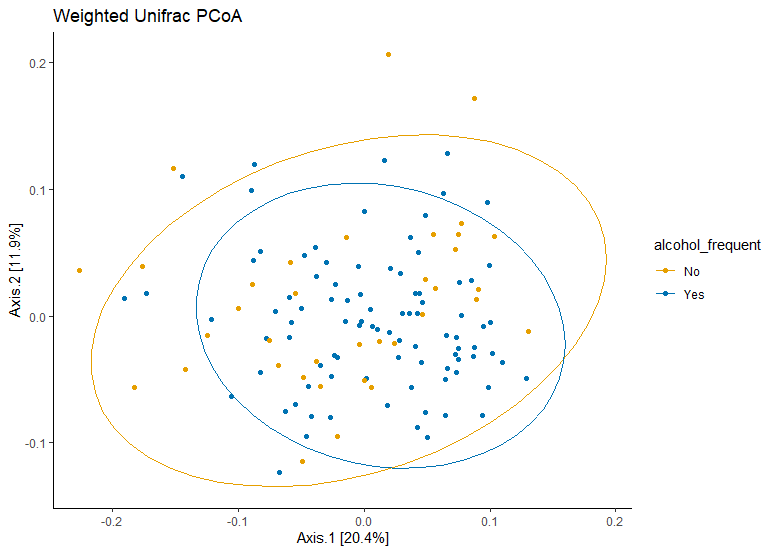 Weighted Unifrac PCoA
0.2
0.1
0.0
-0.1
Axis.2 [11.9%]
-0.2
-0.1
0.0
0.1
0.2
Axis.1 [20.4%]
alcohol_frequent
No
Yes